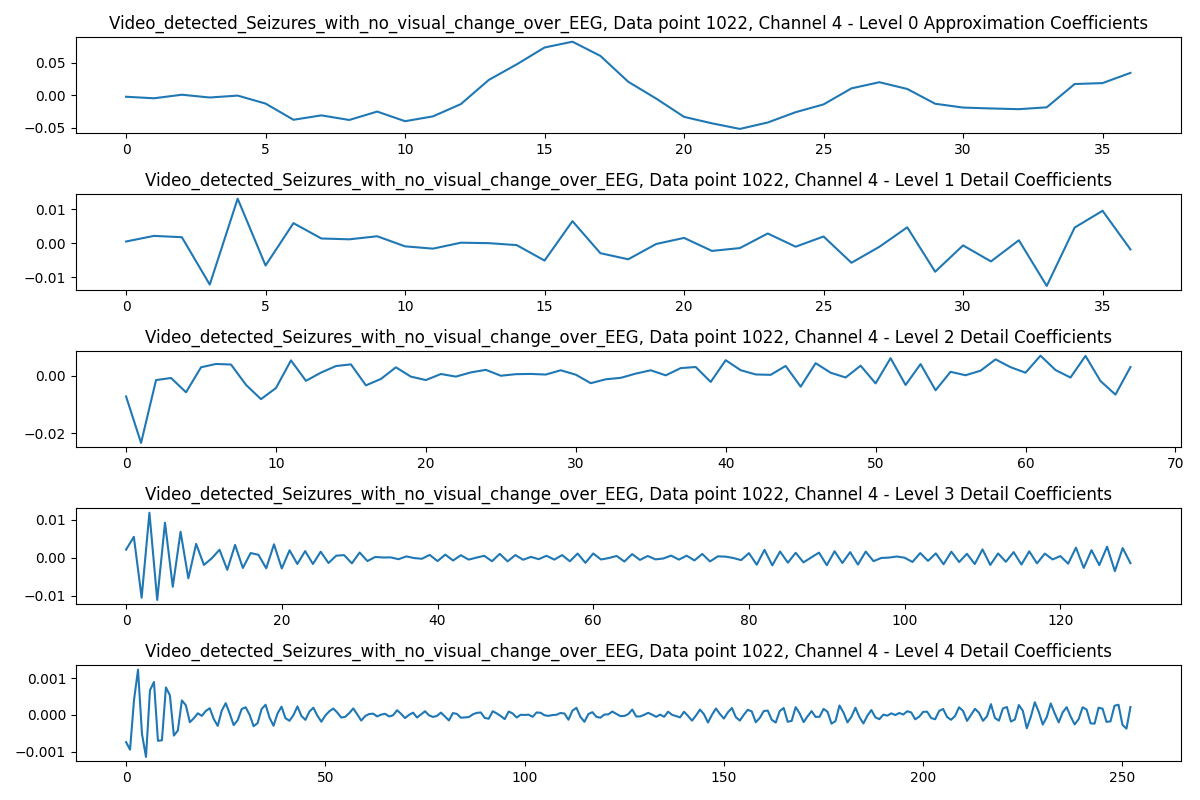 Video_detected_Seizures_with_no_visual_change_over_EEG, Data point 1022, Channel 4 - Level 0 Approximation Coefficients
0.05
0.00
−0.05
0 5 10 15 20 25 30 35
Video_detected_Seizures_with_no_visual_change_over_EEG, Data point 1022, Channel 4 - Level 1 Detail Coefficients
0.01
0.00
−0.01
0 5 10 15 20 25 30 35
Video_detected_Seizures_with_no_visual_change_over_EEG, Data point 1022, Channel 4 - Level 2 Detail Coefficients
0.00
−0.02
0 10 20 30 40 50 60 70
Video_detected_Seizures_with_no_visual_change_over_EEG, Data point 1022, Channel 4 - Level 3 Detail Coefficients
0.01
0.00
−0.01
0 20 40 60 80 100 120
Video_detected_Seizures_with_no_visual_change_over_EEG, Data point 1022, Channel 4 - Level 4 Detail Coefficients
0.001
0.000
−0.001
0 50 100 150 200 250